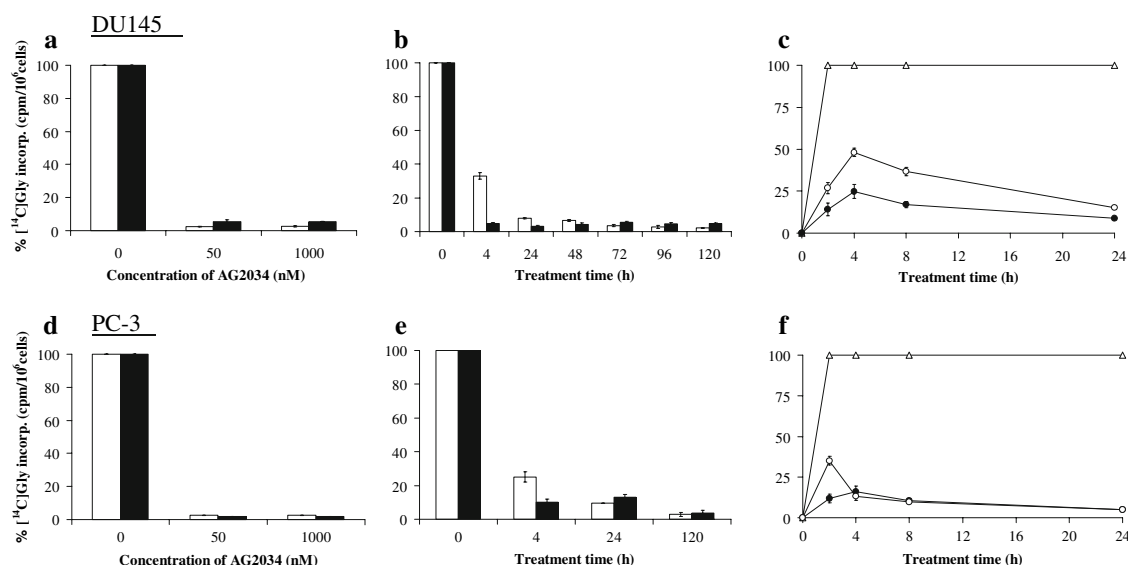 DU145
a
b
c
% [¹⁴C]Gly incorp. (cpm/10⁶cells)
100
80
60
40
20
0
0 50 1000
Concentration of AG2034 (nM)
100
80
60
40
20
0
0 4 24 48 72 96 120
Treatment time (h)
100
75
50
25
0
0 4 8 12 16 20 24
Treatment time (h)
PC-3
d
e
f
% [¹⁴C]Gly incorp. (cpm/10⁶cells)
100
80
60
40
20
0
0 50 1000
Concentration of AG2034 (nM)
100
80
60
40
20
0
0 4 24 120
Treatment time (h)
100
75
50
25
0
0 4 8 12 16 20 24
Treatment time (h)